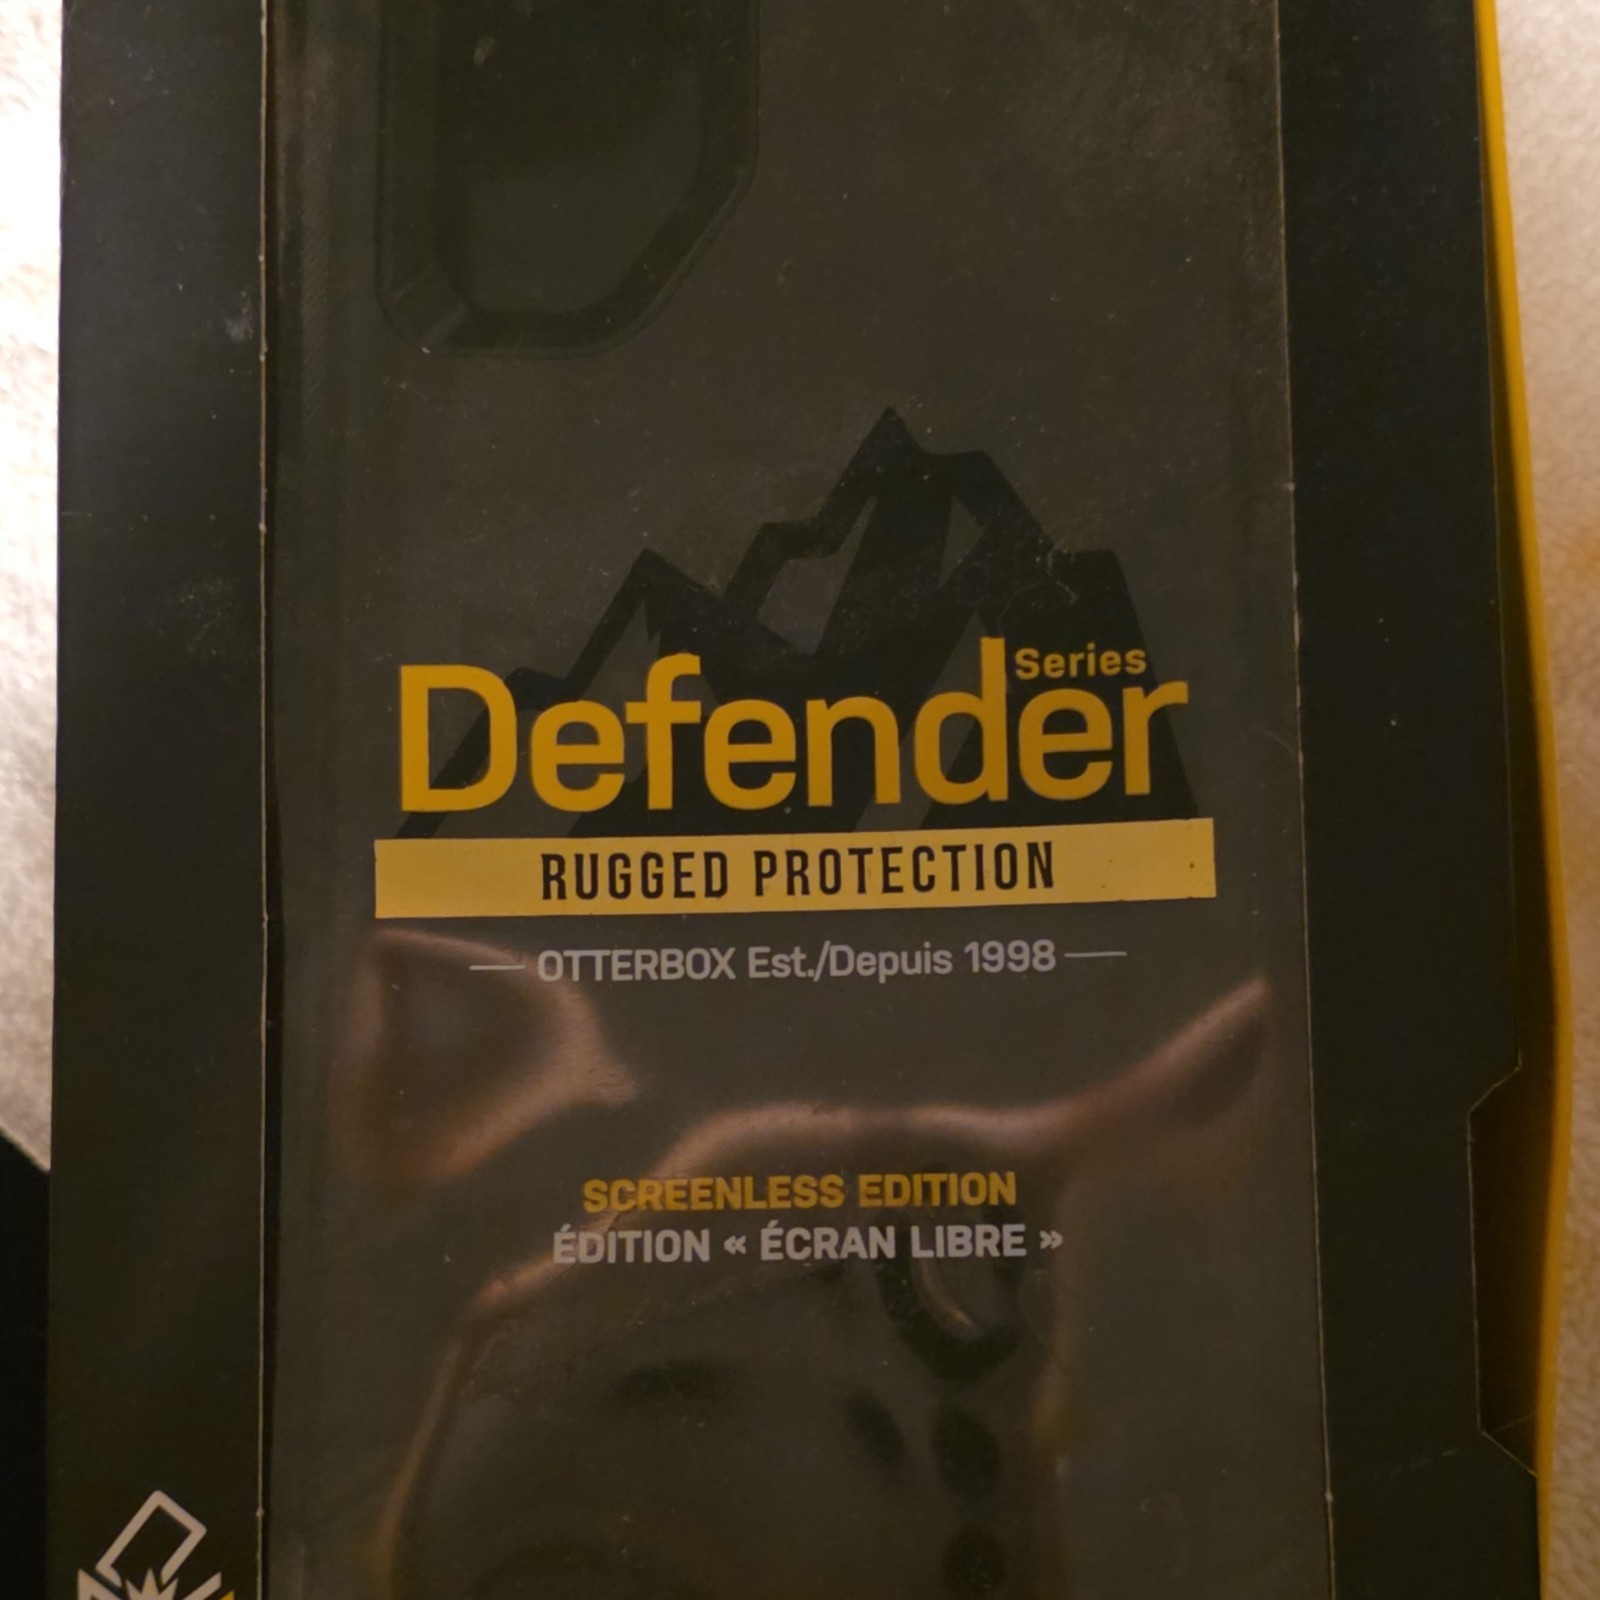 Defender Series
RUGGED PROTECTION
OTTERBOX Est./Depuis 1998
SCREENLESS EDITION
ÉDITION « ÉCRAN LIBRE »